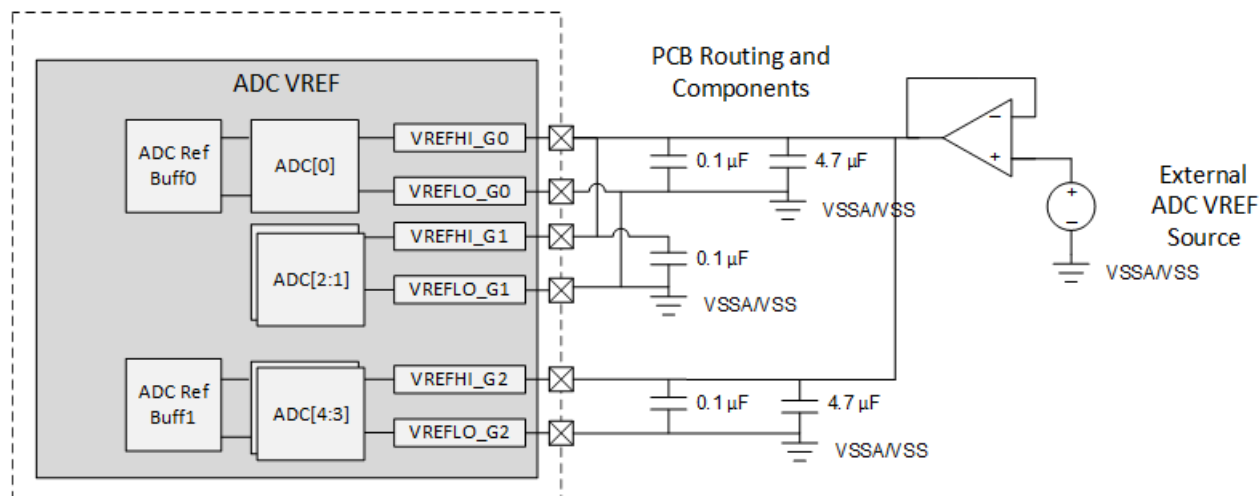 ADC VREF
ADC Ref
Buff0
ADC[0]
VREFHI_G0
VREFLO_G0
ADC[2:1]
VREFHI_G1
VREFLO_G1
ADC Ref
Buff1
ADC[4:3]
VREFHI_G2
VREFLO_G2
PCB Routing and
Components
0.1 µF
4.7 µF
VSSA/VSS
0.1 µF
VSSA/VSS
0.1 µF
4.7 µF
VSSA/VSS
−
+
+
−
External
ADC VREF
Source
VSSA/VSS